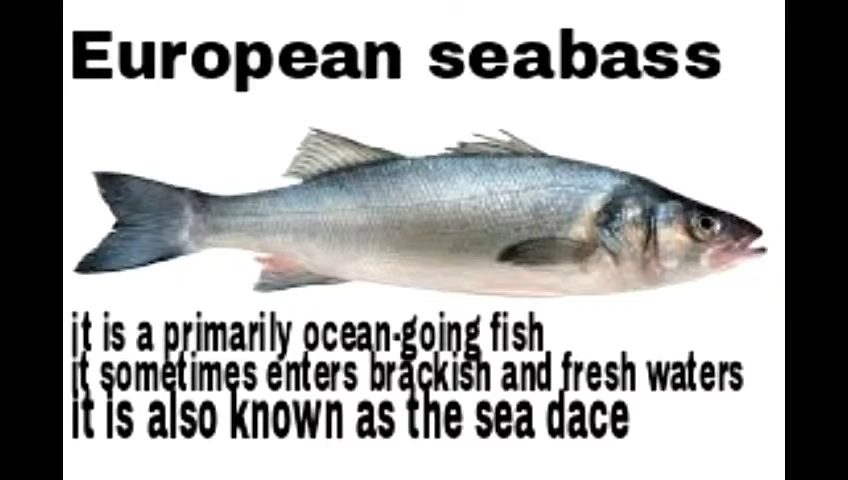 European seabass
it is a primarily ocean-going fish
it sometimes enters brackish and fresh waters
it is also known as the sea dace